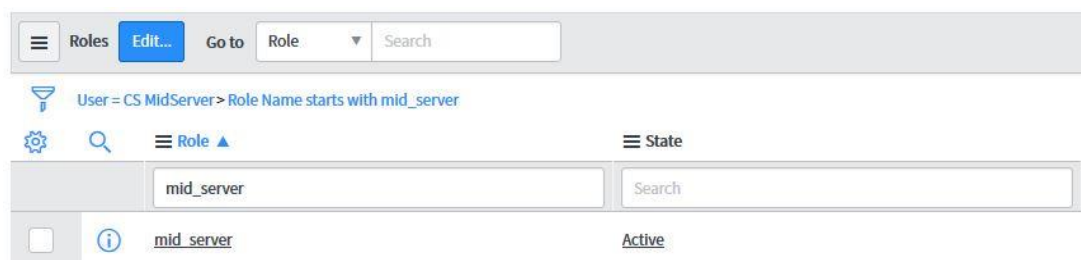 Roles Edit... Go to Role Search
User = CS MidServer> Role Name starts with mid_server
Role State
mid_server Search
mid_server Active